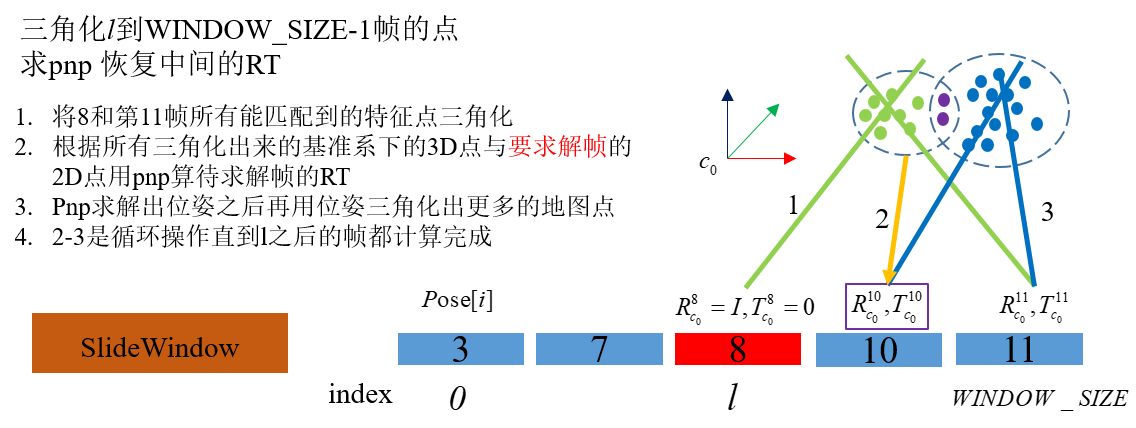 三角化l到WINDOW_SIZE-1帧的点
求pnp 恢复中间的RT
1. 将8和第11帧所有能匹配到的特征点三角化
2. 根据所有三角化出来的基准系下的3D点与要求解帧的
2D点用pnp算待求解帧的RT
3. Pnp求解出位姿之后再用位姿三角化出更多的地图点
4. 2-3是循环操作直到l之后的帧都计算完成
c₀
1
2
3
Pose[i]
R_{c_0}^{8} = I, T_{c_0}^{8} = 0
R_{c_0}^{10}, T_{c_0}^{10}
R_{c_0}^{11}, T_{c_0}^{11}
SlideWindow
3 7 8 10 11
index 0 l WINDOW _ SIZE